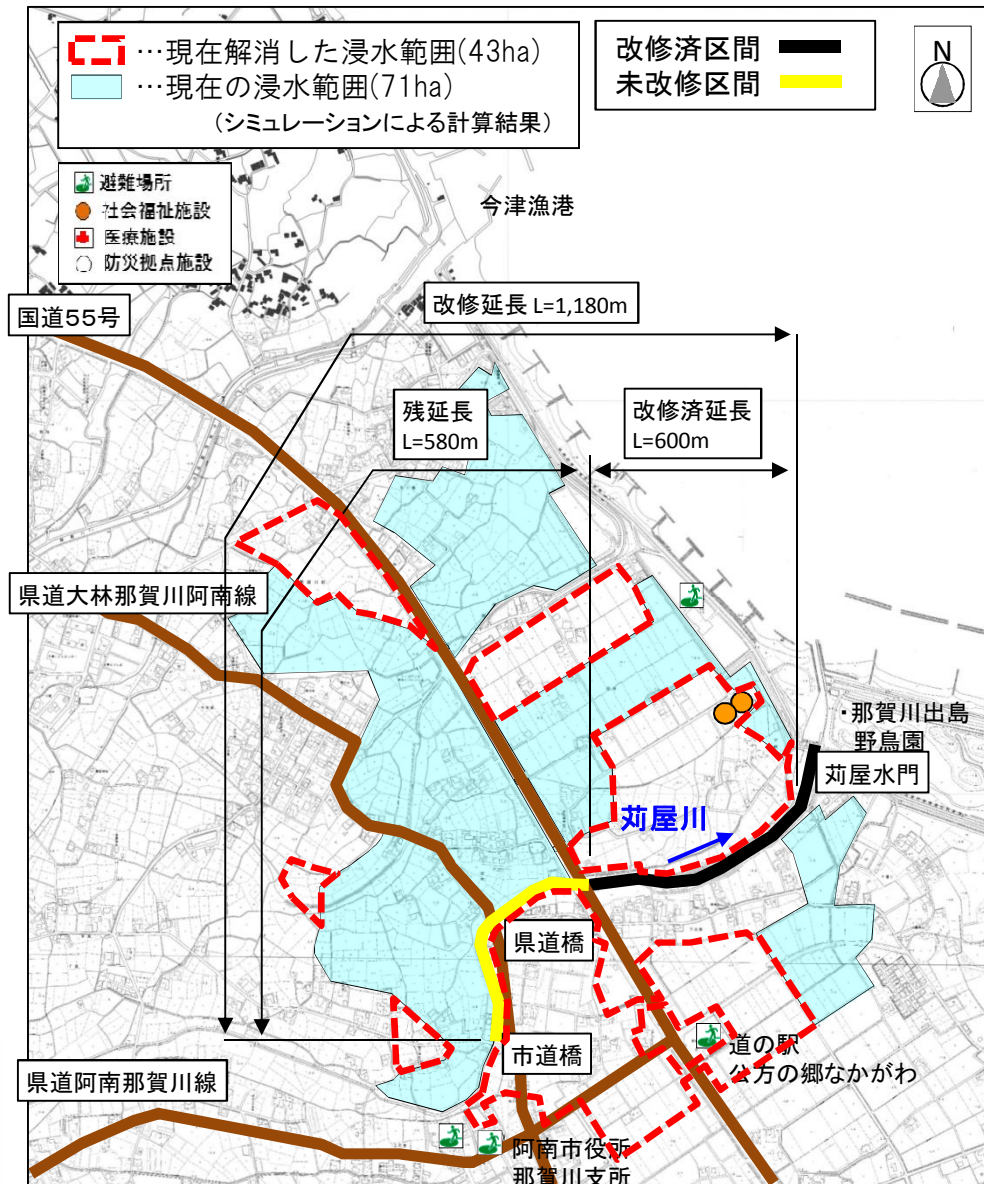 …現在解消した浸水範囲(43ha)
…現在の浸水範囲(71ha)
(シミュレーションによる計算結果)
改修済区間
未改修区間
N
避難場所
社会福祉施設
医療施設
防災拠点施設
今津漁港
国道55号
改修延長 L=1,180m
残延長
L=580m
改修済延長
L=600m
県道大林那賀川阿南線
・那賀川出島
野鳥園
苅屋水門
苅屋川
県道橋
市道橋
道の駅
公方の郷なかがわ
県道阿南那賀川線
阿南市役所
那賀川支所